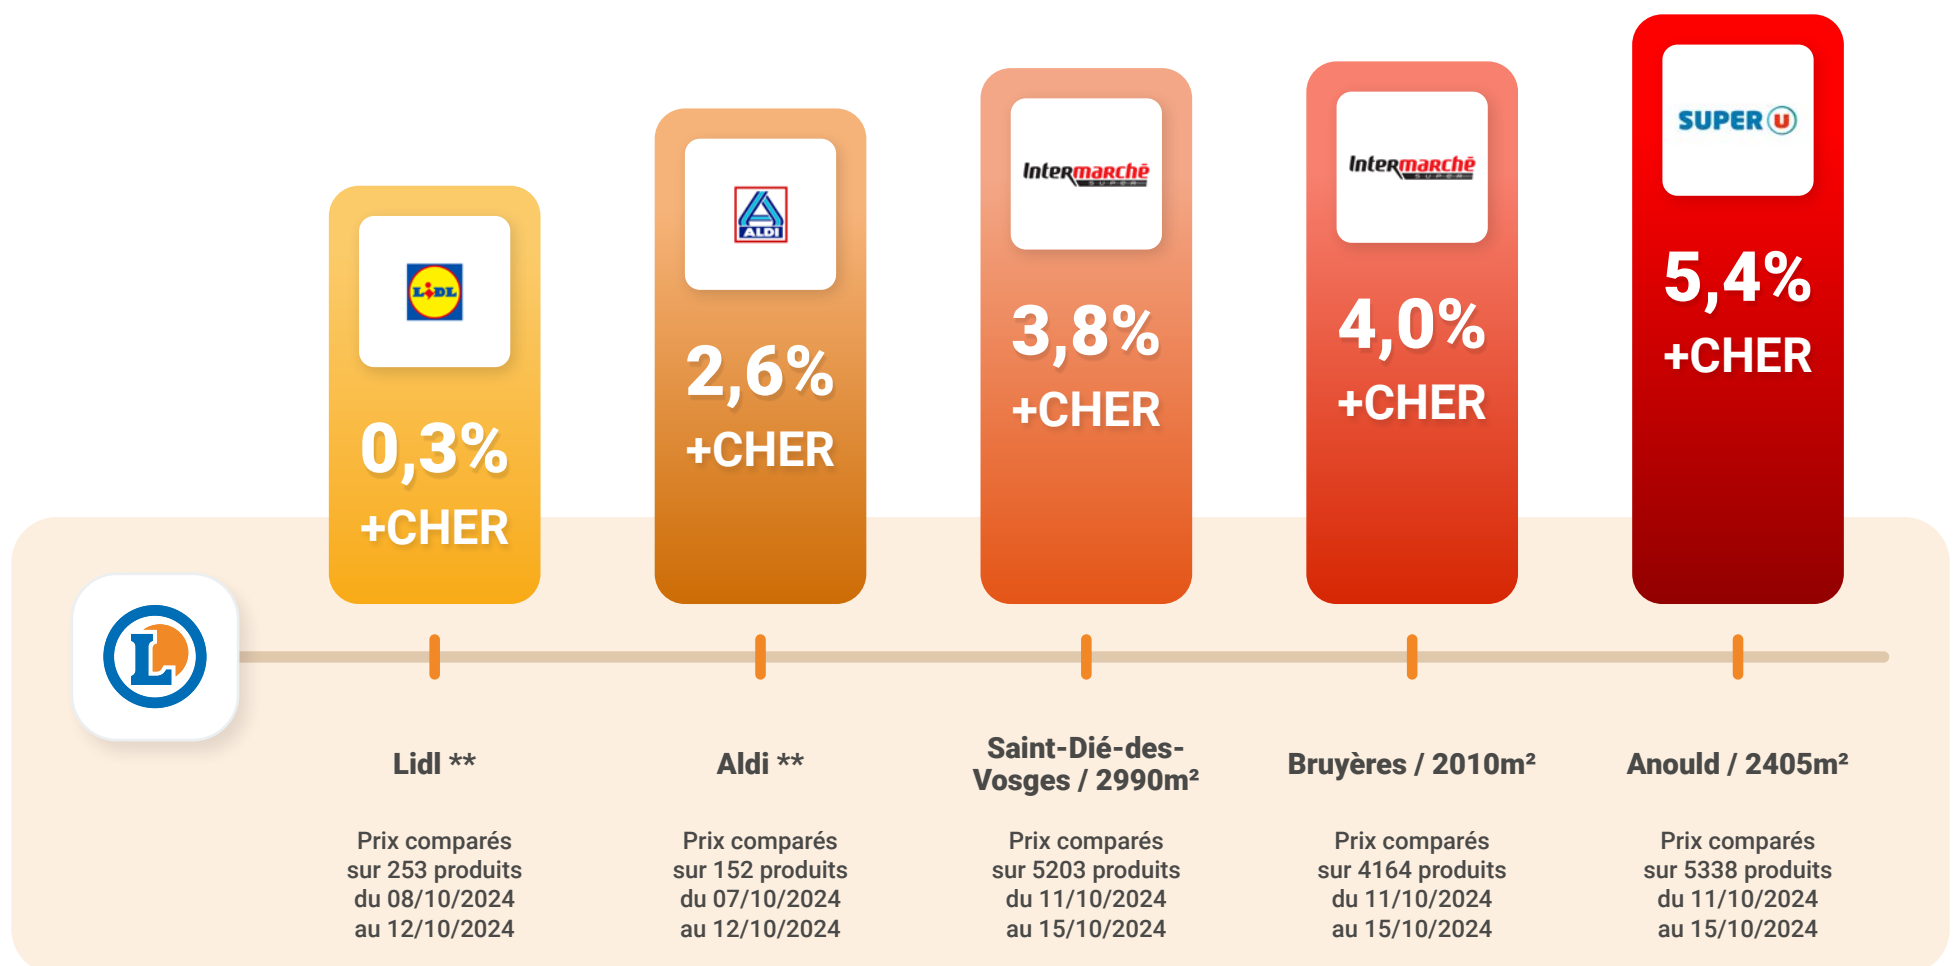 LIDL
0,3%
+CHER
ALDI
2,6%
+CHER
Intermarché
SUPER
3,8%
+CHER
Intermarché
SUPER
4,0%
+CHER
SUPER U
5,4%
+CHER
L
Lidl **
Prix comparés
sur 253 produits
du 08/10/2024
au 12/10/2024
Aldi **
Prix comparés
sur 152 produits
du 07/10/2024
au 12/10/2024
Saint-Dié-des-
Vosges / 2990m²
Prix comparés
sur 5203 produits
du 11/10/2024
au 15/10/2024
Bruyères / 2010m²
Prix comparés
sur 4164 produits
du 11/10/2024
au 15/10/2024
Anould / 2405m²
Prix comparés
sur 5338 produits
du 11/10/2024
au 15/10/2024